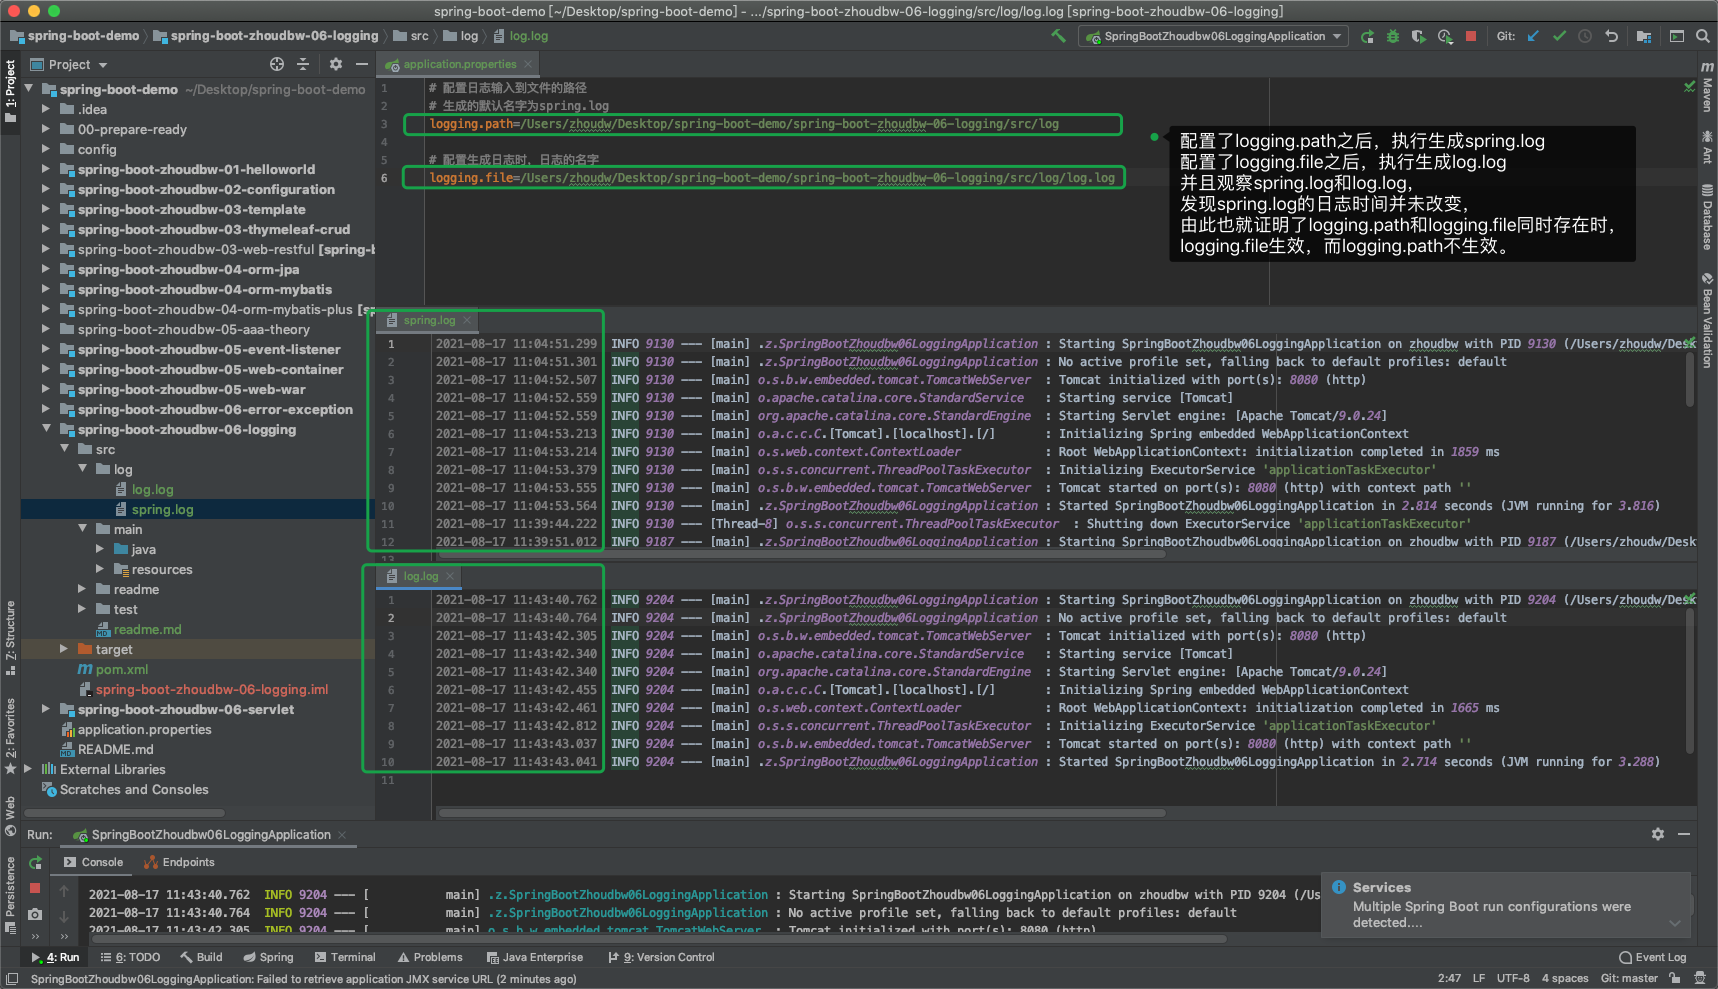 spring-boot-demo [~/Desktop/spring-boot-demo] - .../spring-boot-zhoudbw-06-logging/src/log/log.log [spring-boot-zhoudbw-06-logging]
spring-boot-demo spring-boot-zhoudbw-06-logging src log log.log
SpringBootZhoudbw06LoggingApplication Git:
Project
spring-boot-demo ~/Desktop/spring-boot-demo
.idea
00-prepare-ready
config
spring-boot-zhoudbw-01-helloworld
spring-boot-zhoudbw-02-configuration
spring-boot-zhoudbw-03-template
spring-boot-zhoudbw-03-thymeleaf-crud
spring-boot-zhoudbw-03-web-restful [spring-b
spring-boot-zhoudbw-04-orm-jpa
spring-boot-zhoudbw-04-orm-mybatis
spring-boot-zhoudbw-04-orm-mybatis-plus [sp
spring-boot-zhoudbw-05-aaa-theory
spring-boot-zhoudbw-05-event-listener
spring-boot-zhoudbw-05-web-container
spring-boot-zhoudbw-05-web-war
spring-boot-zhoudbw-06-error-exception
spring-boot-zhoudbw-06-logging
src
log
log.log
spring.log
main
java
resources
readme
test
readme.md
target
pom.xml
spring-boot-zhoudbw-06-logging.iml
spring-boot-zhoudbw-06-servlet
application.properties
README.md
External Libraries
Scratches and Consoles
1: Project
Z: Structure
2: Favorites
Web
Persistence
application.properties
1 # 配置日志输入到文件的路径
2 # 生成的默认名字为spring.log
3 logging.path=/Users/zhoudw/Desktop/spring-boot-demo/spring-boot-zhoudbw-06-logging/src/log
4
5 # 配置生成日志时，日志的名字
6 logging.file=/Users/zhoudw/Desktop/spring-boot-demo/spring-boot-zhoudbw-06-logging/src/log/log.log
配置了logging.path之后，执行生成spring.log
配置了logging.file之后，执行生成log.log
并且观察spring.log和log.log，
发现spring.log的日志时间并未改变，
由此也就证明了logging.path和logging.file同时存在时，
logging.file生效，而logging.path不生效。
Maven
Ant
Database
Bean Validation
spring.log
1 2021-08-17 11:04:51.299 INFO 9130 --- [main] .z.SpringBootZhoudbw06LoggingApplication : Starting SpringBootZhoudbw06LoggingApplication on zhoudbw with PID 9130 (/Users/zhoudw/Des
2 2021-08-17 11:04:51.301 INFO 9130 --- [main] .z.SpringBootZhoudbw06LoggingApplication : No active profile set, falling back to default profiles: default
3 2021-08-17 11:04:52.507 INFO 9130 --- [main] o.s.b.w.embedded.tomcat.TomcatWebServer : Tomcat initialized with port(s): 8080 (http)
4 2021-08-17 11:04:52.559 INFO 9130 --- [main] o.apache.catalina.core.StandardService : Starting service [Tomcat]
5 2021-08-17 11:04:52.559 INFO 9130 --- [main] org.apache.catalina.core.StandardEngine : Starting Servlet engine: [Apache Tomcat/9.0.24]
6 2021-08-17 11:04:53.213 INFO 9130 --- [main] o.a.c.c.C.[Tomcat].[localhost].[/] : Initializing Spring embedded WebApplicationContext
7 2021-08-17 11:04:53.214 INFO 9130 --- [main] o.s.web.context.ContextLoader : Root WebApplicationContext: initialization completed in 1859 ms
8 2021-08-17 11:04:53.379 INFO 9130 --- [main] o.s.s.concurrent.ThreadPoolTaskExecutor : Initializing ExecutorService 'applicationTaskExecutor'
9 2021-08-17 11:04:53.555 INFO 9130 --- [main] o.s.b.w.embedded.tomcat.TomcatWebServer : Tomcat started on port(s): 8080 (http) with context path ''
10 2021-08-17 11:04:53.564 INFO 9130 --- [main] .z.SpringBootZhoudbw06LoggingApplication : Started SpringBootZhoudbw06LoggingApplication in 2.814 seconds (JVM running for 3.816)
11 2021-08-17 11:39:44.222 INFO 9130 --- [Thread-8] o.s.s.concurrent.ThreadPoolTaskExecutor : Shutting down ExecutorService 'applicationTaskExecutor'
12 2021-08-17 11:39:51.012 INFO 9187 --- [main] .z.SpringBootZhoudbw06LoggingApplication : Starting SpringBootZhoudbw06LoggingApplication on zhoudbw with PID 9187 (/Users/zhoudw/Desk
13
log.log
1 2021-08-17 11:43:40.762 INFO 9204 --- [main] .z.SpringBootZhoudbw06LoggingApplication : Starting SpringBootZhoudbw06LoggingApplication on zhoudbw with PID 9204 (/Users/zhoudw/Des
2 2021-08-17 11:43:40.764 INFO 9204 --- [main] .z.SpringBootZhoudbw06LoggingApplication : No active profile set, falling back to default profiles: default
3 2021-08-17 11:43:42.305 INFO 9204 --- [main] o.s.b.w.embedded.tomcat.TomcatWebServer : Tomcat initialized with port(s): 8080 (http)
4 2021-08-17 11:43:42.340 INFO 9204 --- [main] o.apache.catalina.core.StandardService : Starting service [Tomcat]
5 2021-08-17 11:43:42.340 INFO 9204 --- [main] org.apache.catalina.core.StandardEngine : Starting Servlet engine: [Apache Tomcat/9.0.24]
6 2021-08-17 11:43:42.455 INFO 9204 --- [main] o.a.c.c.C.[Tomcat].[localhost].[/] : Initializing Spring embedded WebApplicationContext
7 2021-08-17 11:43:42.461 INFO 9204 --- [main] o.s.web.context.ContextLoader : Root WebApplicationContext: initialization completed in 1665 ms
8 2021-08-17 11:43:42.812 INFO 9204 --- [main] o.s.s.concurrent.ThreadPoolTaskExecutor : Initializing ExecutorService 'applicationTaskExecutor'
9 2021-08-17 11:43:43.037 INFO 9204 --- [main] o.s.b.w.embedded.tomcat.TomcatWebServer : Tomcat started on port(s): 8080 (http) with context path ''
10 2021-08-17 11:43:43.041 INFO 9204 --- [main] .z.SpringBootZhoudbw06LoggingApplication : Started SpringBootZhoudbw06LoggingApplication in 2.714 seconds (JVM running for 3.288)
11
Run: SpringBootZhoudbw06LoggingApplication
Console Endpoints
2021-08-17 11:43:40.762 INFO 9204 --- [ main] .z.SpringBootZhoudbw06LoggingApplication : Starting SpringBootZhoudbw06LoggingApplication on zhoudbw with PID 9204 (/Us
2021-08-17 11:43:40.764 INFO 9204 --- [ main] .z.SpringBootZhoudbw06LoggingApplication : No active profile set, falling back to default profiles: default
2021-08-17 11:43:42.305 INFO 9204 --- [ main] o.s.b.w.embedded.tomcat.TomcatWebServer : Tomcat initialized with port(s): 8080 (http)
Services
Multiple Spring Boot run configurations were
detected....
4: Run 6: TODO Build Spring Terminal Problems Java Enterprise 9: Version Control Event Log
SpringBootZhoudbw06LoggingApplication: Failed to retrieve application JMX service URL (2 minutes ago) 2:47 LF UTF-8 4 spaces Git: master